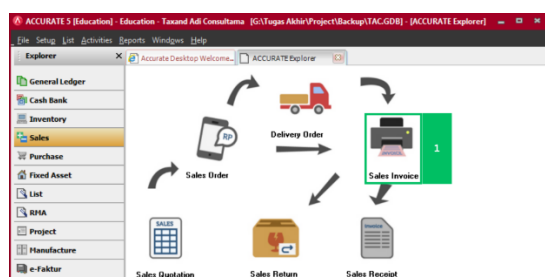 ACCURATE 5 [Education] - Education - Taxand Adi Consultama [G:\Tugas Akhir\Project\Backup\TAC.GDB] - [ACCURATE Explorer]
File Setup List Activities Reports Windows Help
Explorer X
Accurate Desktop Welcome... ACCURATE Explorer
General Ledger
Cash Bank
Inventory
Sales
Purchase
Fixed Asset
List
RMA
Project
Manufacture
e-Faktur
Delivery Order
RP
Sales Order
INVOICE
Sales Invoice
1
SALES
Sales Quotation
Sales Return
INVOICE
Sales Receipt